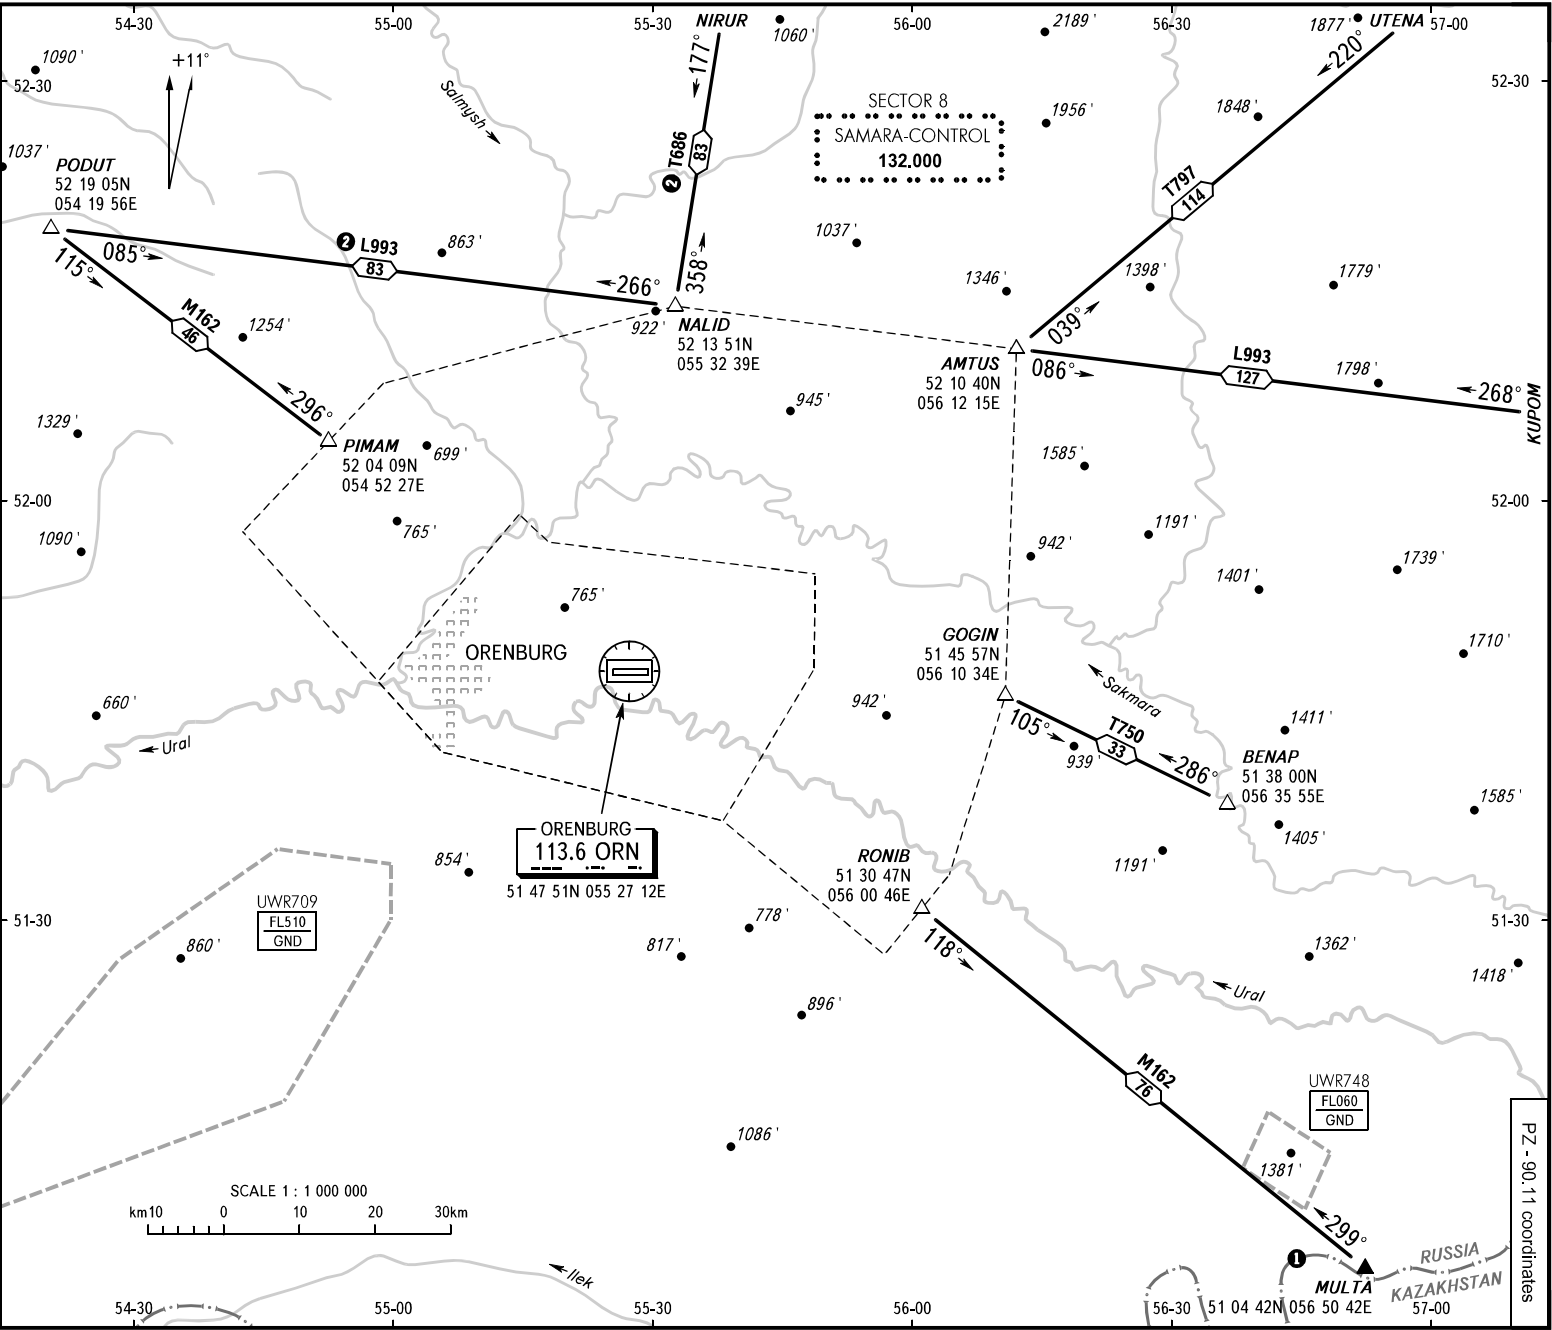 54-30
55-00
55-30
56-00
56-30
57-00
NIRUR
1060'
2189'
1877'
UTENA
1090'
+11°
52-30
52-30
Salmysh
177°
220°
SECTOR 8
SAMARA-CONTROL
132.000
1956'
1848'
1037'
PODUT
52 19 05N
054 19 56E
❷ T686
83
T797
114
❷ L993
83
863'
1037'
085°
115°
266°
358°
1346'
1398'
1779'
M162
46
1254'
922'
NALID
52 13 51N
055 32 39E
039°
AMTUS
52 10 40N
056 12 15E
086°
L993
127
1798'
268°
KUPOM
296°
945'
1329'
PIMAM
52 04 09N
054 52 27E
699'
1585'
52-00
52-00
765'
1090'
942'
1191'
1739'
1401'
765'
ORENBURG
GOGIN
51 45 57N
056 10 34E
1710'
660'
Ural
942'
Sakmara
105°
T750
33
939'
286°
1411'
BENAP
51 38 00N
056 35 55E
1585'
1405'
1191'
ORENBURG
113.6 ORN
51 47 51N 055 27 12E
854'
RONIB
51 30 47N
056 00 46E
51-30
51-30
UWR709
FL510
GND
860'
778'
817'
118°
1362'
1418'
Ural
896'
M162
76
UWR748
FL060
GND
1086'
1381'
SCALE 1 : 1 000 000
km10 0 10 20 30km
299°
❶
RUSSIA
KAZAKHSTAN
Ilek
MULTA
51 04 42N 056 50 42E
54-30
55-00
55-30
56-00
56-30
57-00
PZ - 90.11 coordinates